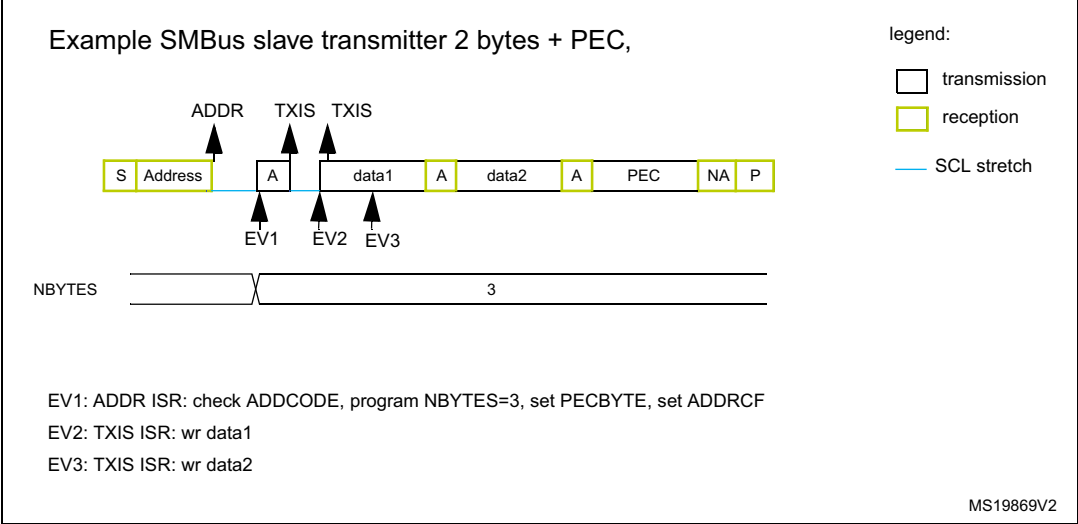 Example SMBus slave transmitter 2 bytes + PEC,
legend:
transmission
reception
SCL stretch
ADDR TXIS TXIS
S Address A data1 A data2 A PEC NA P
EV1 EV2 EV3
NBYTES 3
EV1: ADDR ISR: check ADDCODE, program NBYTES=3, set PECBYTE, set ADDRCF
EV2: TXIS ISR: wr data1
EV3: TXIS ISR: wr data2
MS19869V2